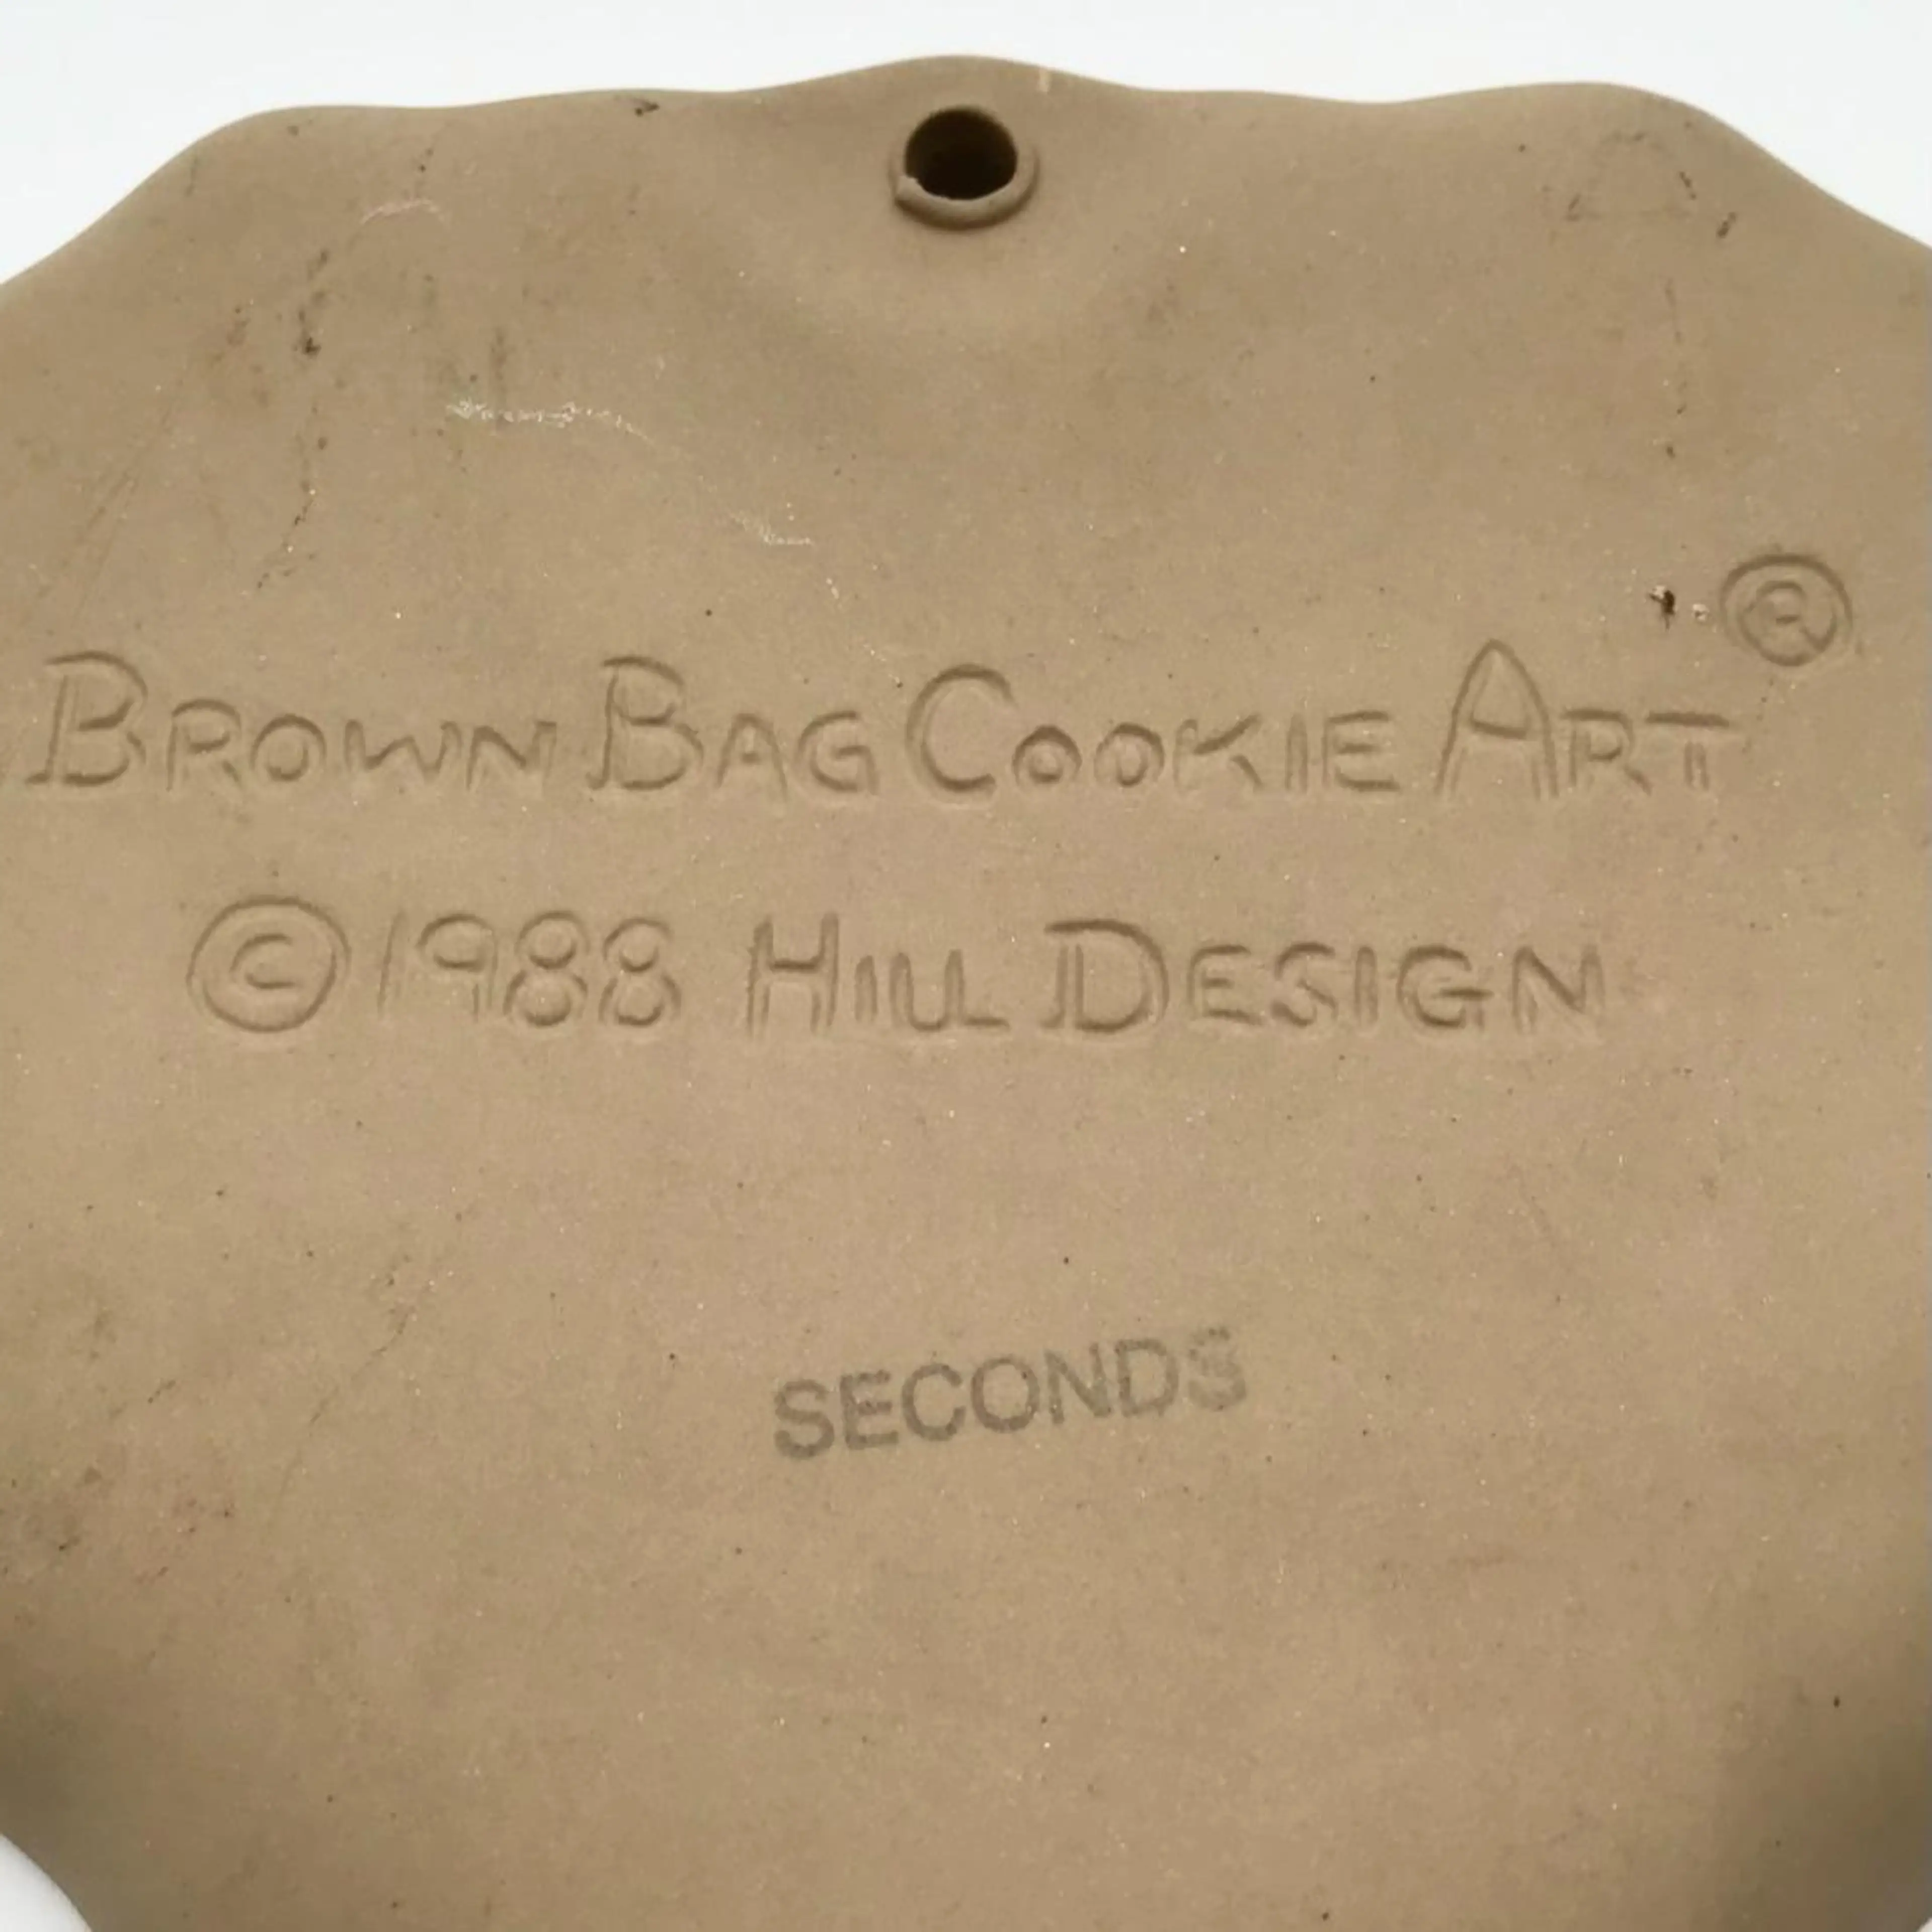 BROWN BAG COOKIE ART®
©1988 HILL DESIGN
SECONDS